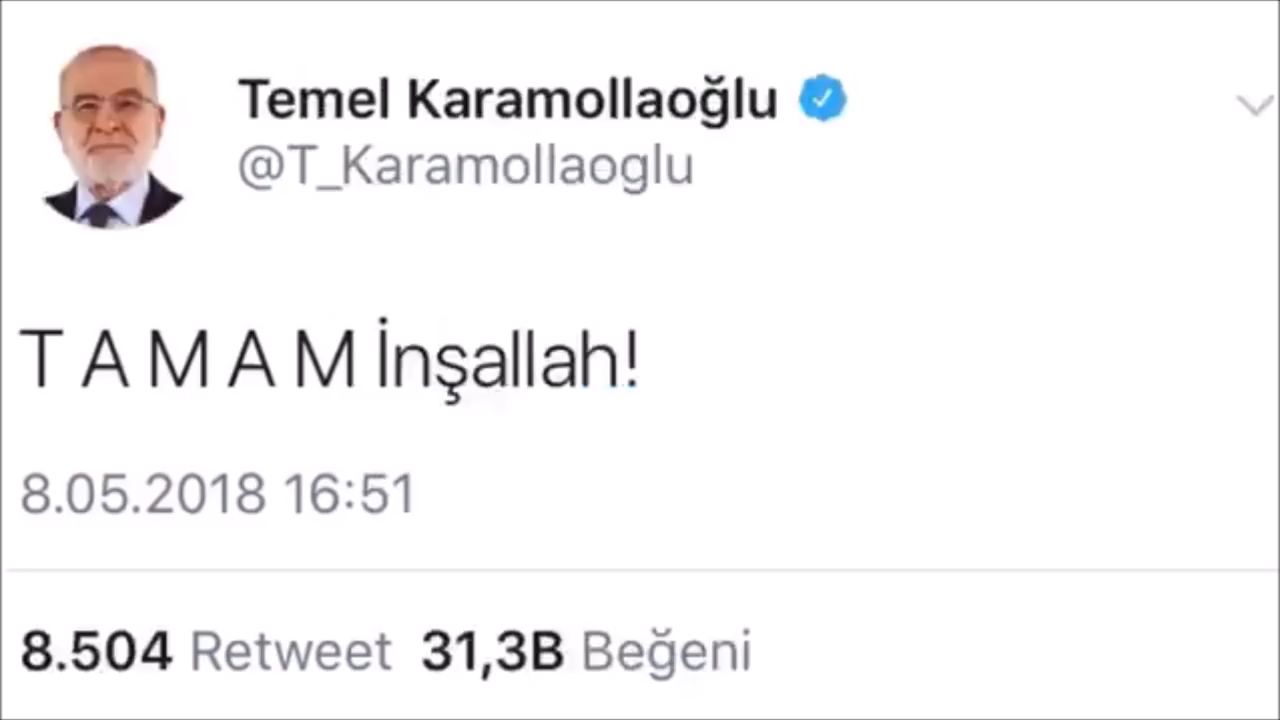 Temel Karamollaoğlu
@T_Karamollaoglu
T A M A M İnşallah!
8.05.2018 16:51
8.504 Retweet 31,3B Beğeni